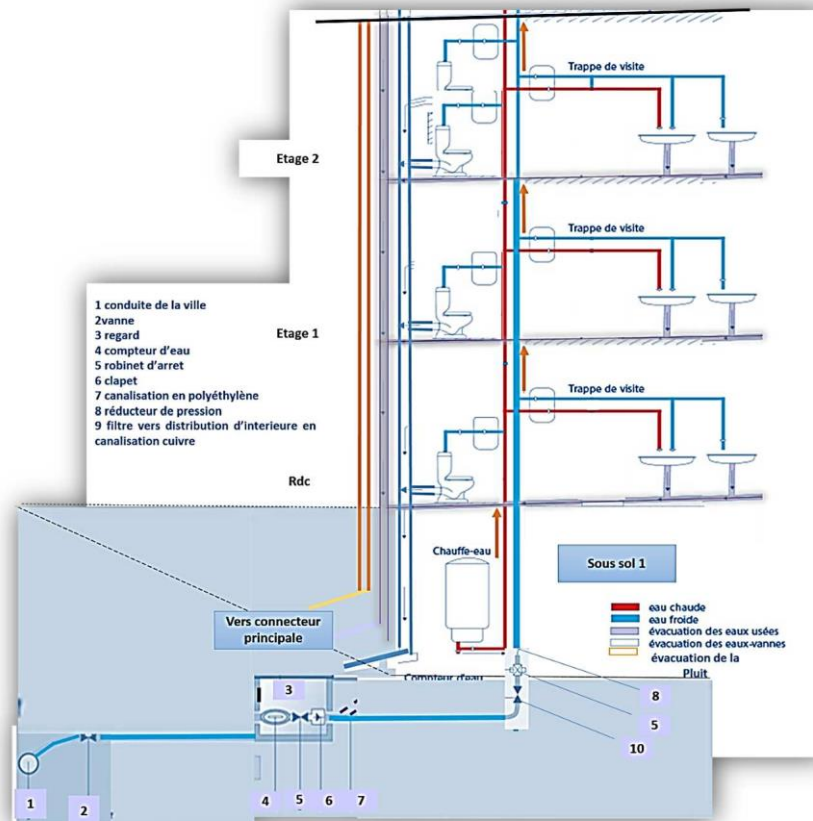 Trappe de visite
Etage 2
Trappe de visite
1 conduite de la ville
2vanne
3 regard
4 compteur d'eau
5 robinet d'arret
6 clapet
7 canalisation en polyéthylène
8 réducteur de pression
9 filtre vers distribution d'interieure en
canalisation cuivre
Etage 1
Trappe de visite
Rdc
Chauffe-eau
Sous sol 1
Vers connecteur
principale
eau chaude
eau froide
évacuation des eaux usées
évacuation des eaux-vannes
évacuation de la
Pluit
Compteur d'eau
3
8
5
10
1
2
4
5
6
7